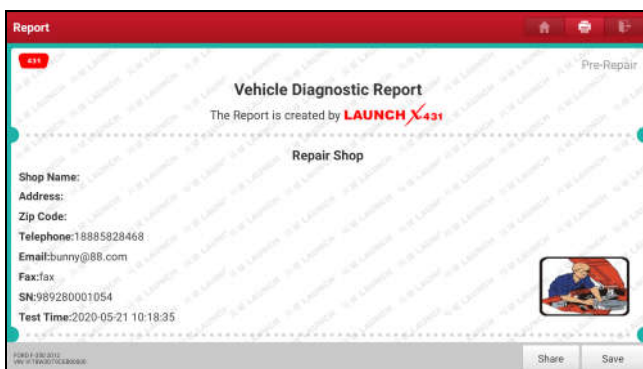 Report
431
Pre-Repair
Vehicle Diagnostic Report
The Report is created by LAUNCH X-431
Repair Shop
Shop Name:
Address:
Zip Code:
Telephone:18885828468
Email:bunny@88.com
Fax:fax
SN:989280001054
Test Time:2020-05-21 10:18:35
Share
Save